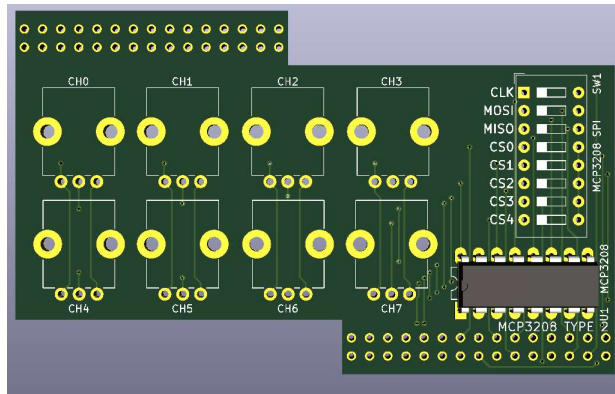 CH0
CH1
CH2
CH3
CH4
CH5
CH6
CH7
CLK
MOSI
MISO
CS0
CS1
CS2
CS3
CS4
SW1
MCP3208 SPI
U1 MCP3208
MCP3208 TYPE 2